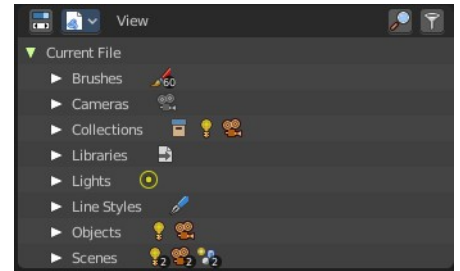 View
Current File
Brushes 60
Cameras
Collections
Libraries
Lights
Line Styles
Objects
Scenes 2 2 2